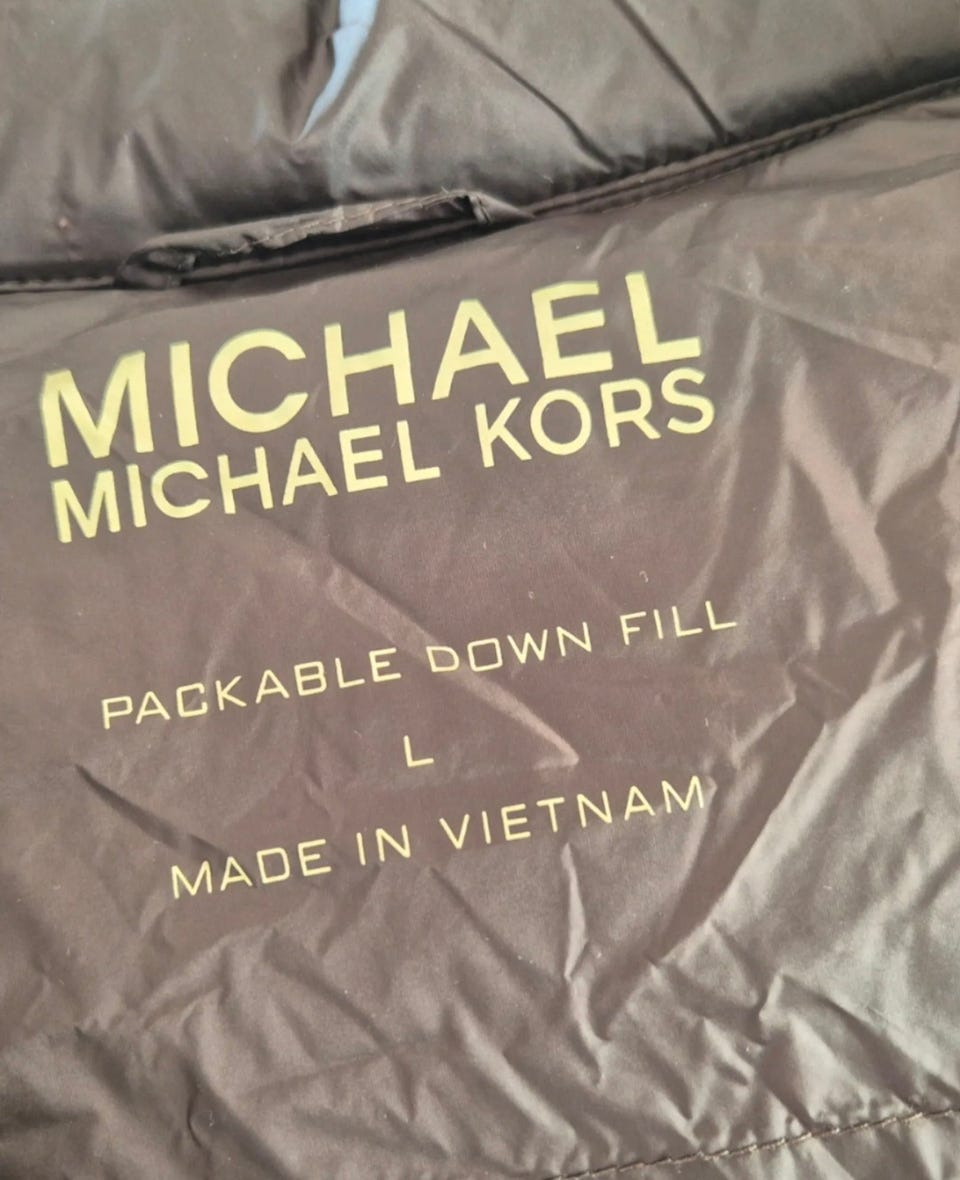 MICHAEL
MICHAEL KORS
PACKABLE DOWN FILL
L
MADE IN VIETNAM